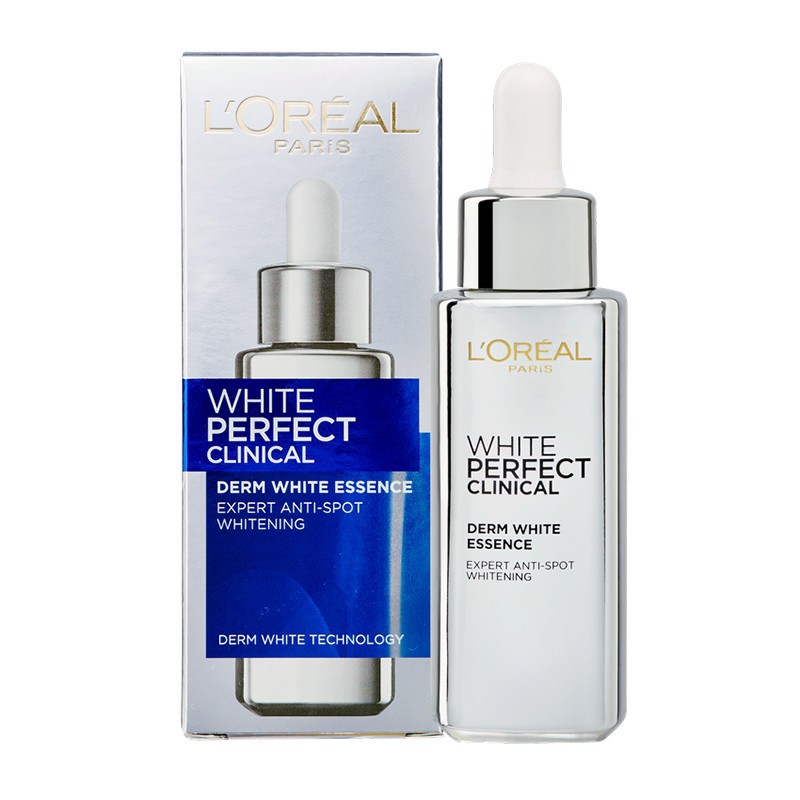 L'ORÉAL
PARIS
WHITE
PERFECT
CLINICAL
DERM WHITE ESSENCE
EXPERT ANTI-SPOT
WHITENING
DERM WHITE TECHNOLOGY
L'ORÉAL
PARIS
WHITE
PERFECT
CLINICAL
DERM WHITE
ESSENCE
EXPERT ANTI-SPOT
WHITENING